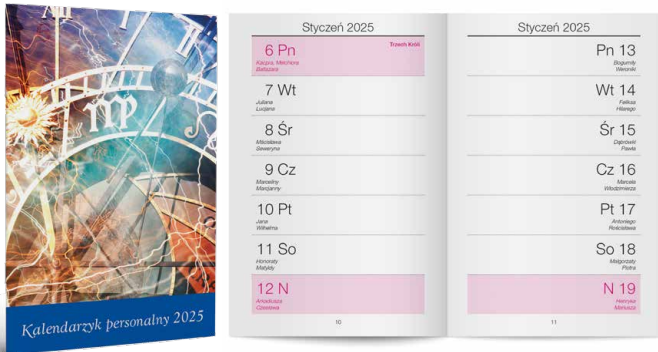 Kalendarzyk personalny 2025
Styczeń 2025
6 Pn
Trzech Króli
Kacpra, Melchiora
Baltazara
7 Wt
Juliana
Lucjana
8 Śr
Mścisława
Seweryna
9 Cz
Marceliny
Marcjanny
10 Pt
Jana
Wilhelma
11 So
Honoraty
Matyldy
12 N
Arkadiusza
Czesława
10
Styczeń 2025
Pn 13
Bogumiły
Weroniki
Wt 14
Feliksa
Hilarego
Śr 15
Dąbrówki
Pawła
Cz 16
Marcela
Włodzimierza
Pt 17
Antoniego
Rościsława
So 18
Małgorzaty
Piotra
N 19
Henryka
Mariusza
11